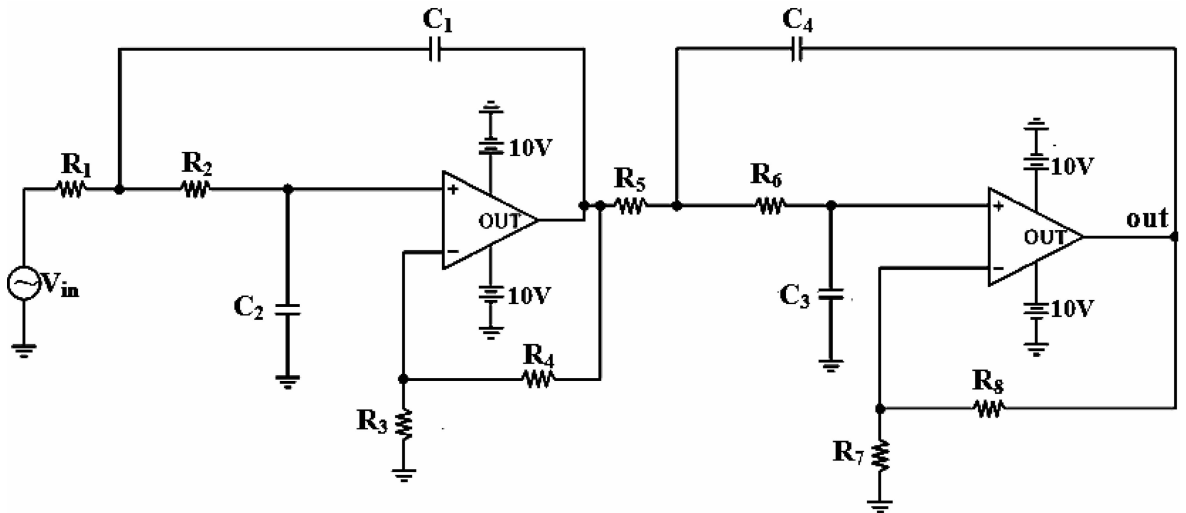 C₁
C₄
10V
10V
R₁
R₂
R₅
R₆
+
OUT
−
+
OUT
−
out
Vᵢₙ
C₂
10V
C₃
10V
R₄
R₈
R₃
R₇